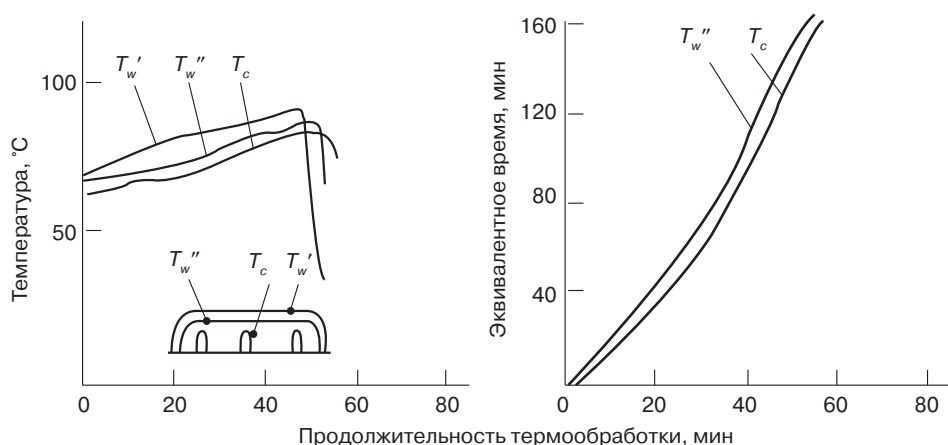 Температура, °C
100
50
T_w'
T_w''
T_c
T_w''
T_c
T_w'
0
20
40
60
80
Эквивалентное время, мин
160
120
80
40
T_w''
T_c
0
20
40
60
80
Продолжительность термообработки, мин